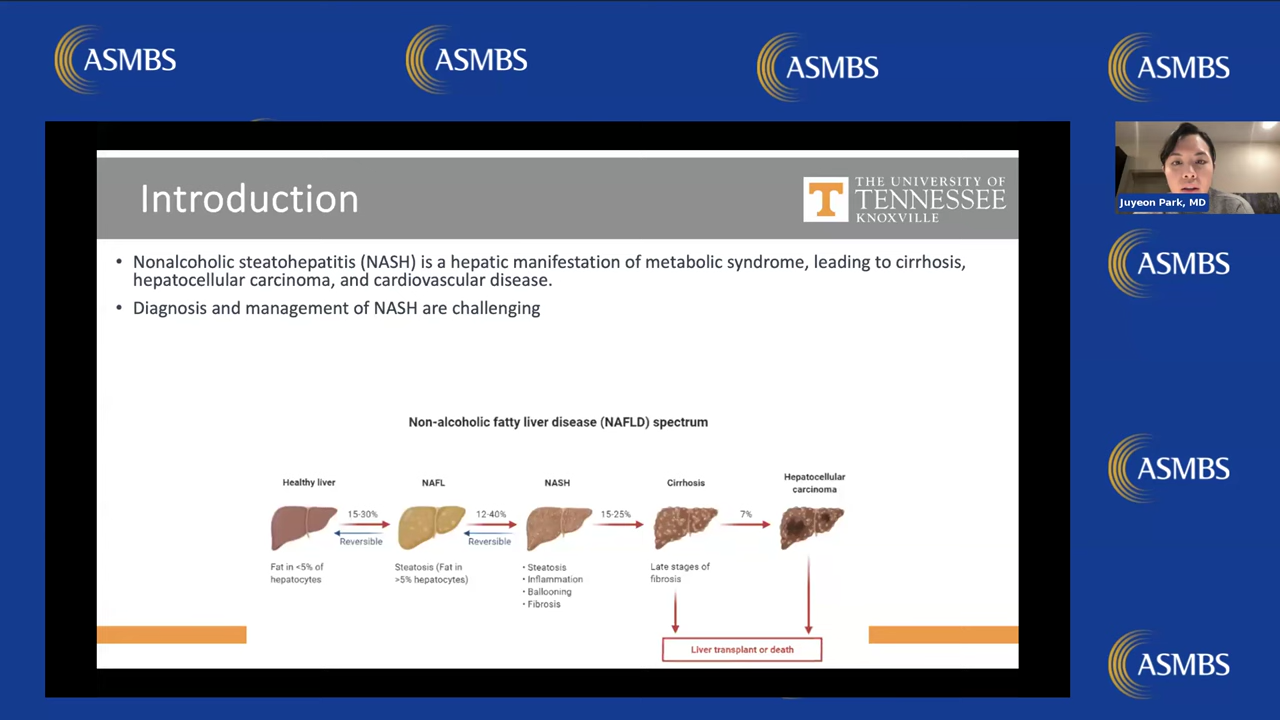 ASMBS
ASMBS
ASMBS
ASMBS
Introduction
T
THE UNIVERSITY OF
TENNESSEE
KNOXVILLE
Juyeon Park, MD
• Nonalcoholic steatohepatitis (NASH) is a hepatic manifestation of metabolic syndrome, leading to cirrhosis,
hepatocellular carcinoma, and cardiovascular disease.
• Diagnosis and management of NASH are challenging
ASMBS
Non-alcoholic fatty liver disease (NAFLD) spectrum
Healthy liver
NAFL
NASH
Cirrhosis
Hepatocellular
carcinoma
15-30%
Reversible
12-40%
Reversible
15-25%
7%
Fat in <5% of
hepatocytes
Steatosis (Fat in
>5% hepatocytes)
• Steatosis
• Inflammation
• Ballooning
• Fibrosis
Late stages of
fibrosis
Liver transplant or death
ASMBS
ASMBS